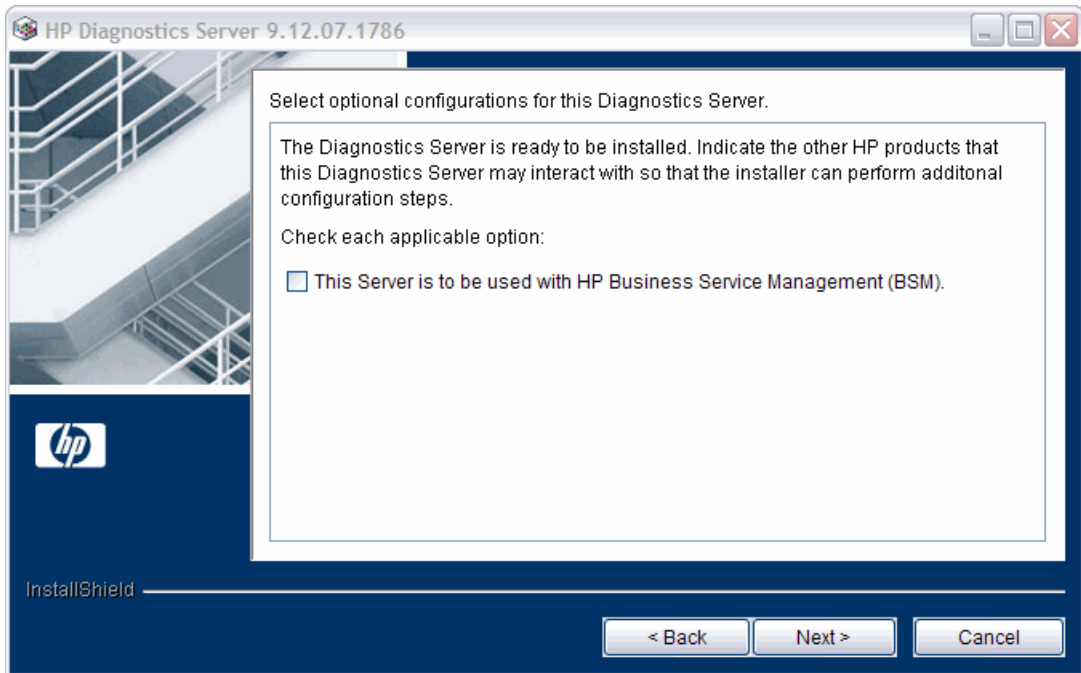 HP Diagnostics Server 9.12.07.1786
Select optional configurations for this Diagnostics Server.
The Diagnostics Server is ready to be installed. Indicate the other HP products that
this Diagnostics Server may interact with so that the installer can perform additonal
configuration steps.
Check each applicable option:
This Server is to be used with HP Business Service Management (BSM).
hp
InstallShield
< Back
Next >
Cancel